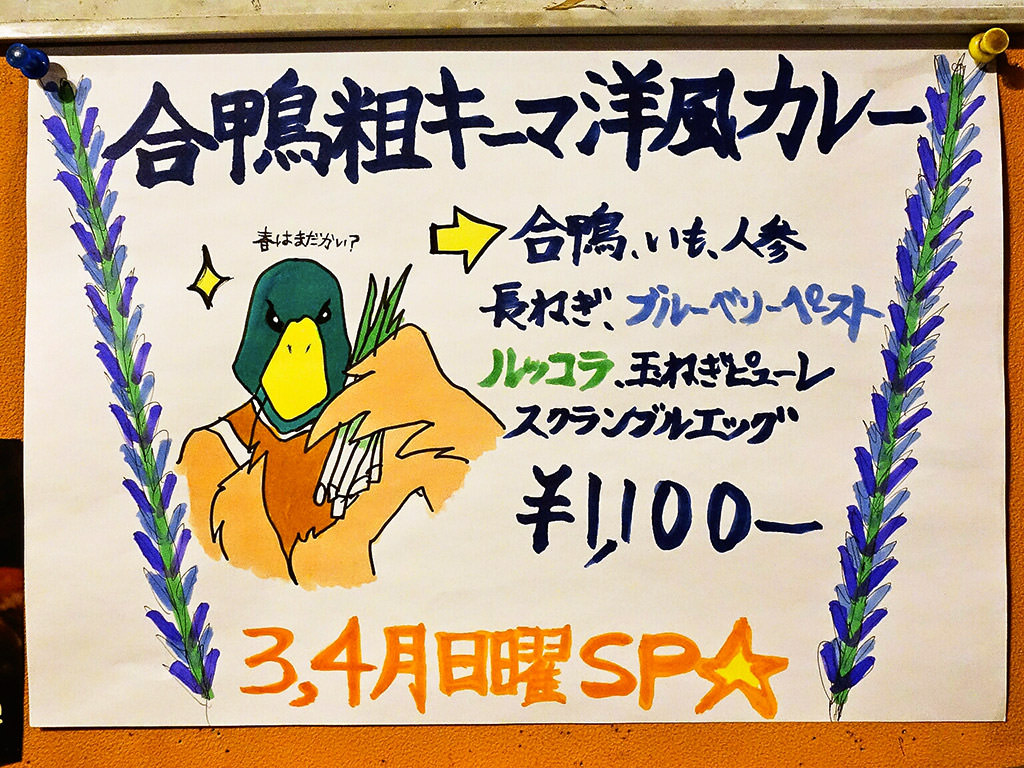 合鴨粗キーマ洋風カレー
春はまだかい?
合鴨、いも、人参
長ねぎ、ブルーベリーペースト
ルッコラ、玉ねぎピューレ
スクランブルエッグ
¥1,100ー
3,4月日曜SP☆